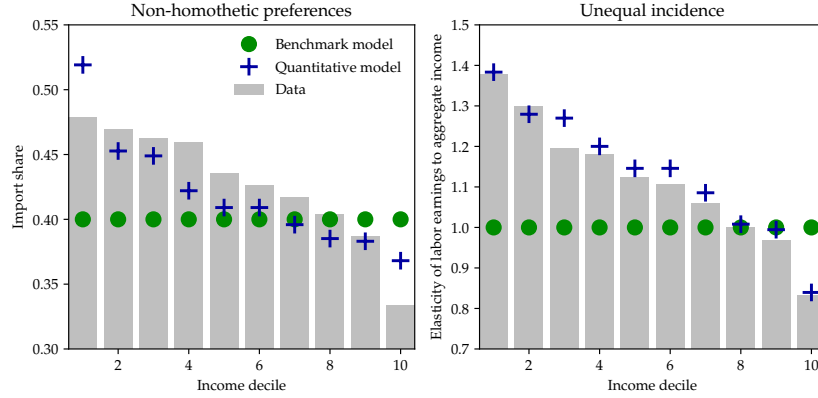 Non-homothetic preferences
0.55
0.50
0.45
0.40
0.35
0.30
Import share
Benchmark model
Quantitative model
Data
2
4
6
8
10
Income decile
Unequal incidence
1.5
1.4
1.3
1.2
1.1
1.0
0.9
0.8
0.7
Elasticity of labor earnings to aggregate income
2
4
6
8
10
Income decile